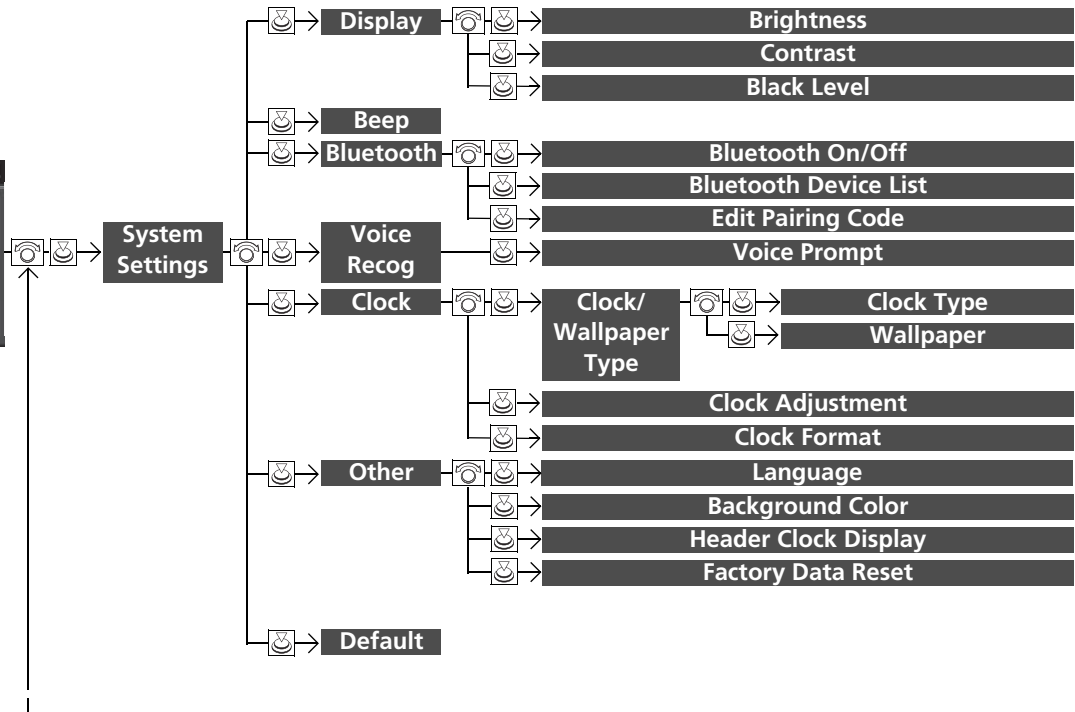 Display
Brightness
Contrast
Black Level
Beep
Bluetooth
Bluetooth On/Off
Bluetooth Device List
Edit Pairing Code
System
Settings
Voice
Recog
Voice Prompt
Clock
Clock/
Wallpaper
Type
Clock Type
Wallpaper
Clock Adjustment
Clock Format
Other
Language
Background Color
Header Clock Display
Factory Data Reset
Default